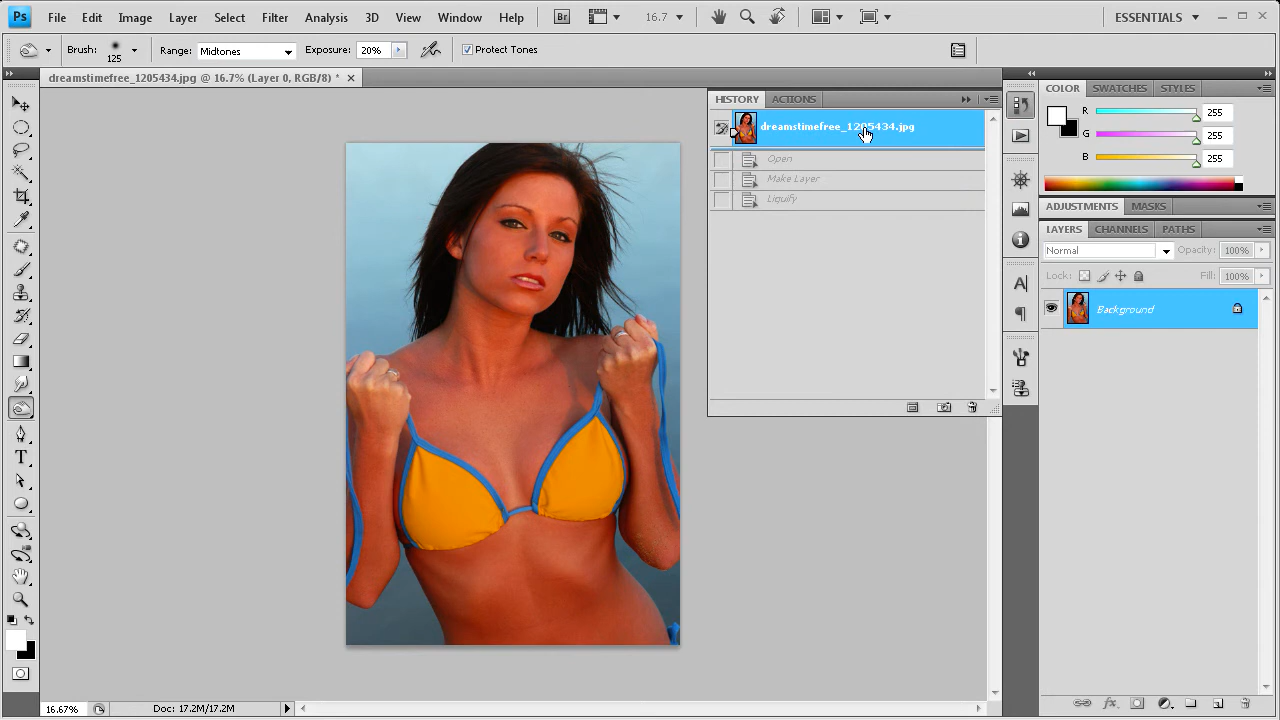 Ps File Edit Image Layer Select Filter Analysis 3D View Window Help Br 16.7 ESSENTIALS
Brush: 125 Range: Midtones Exposure: 20% Protect Tones
dreamstimefree_1205434.jpg @ 16.7% (Layer 0, RGB/8) *
HISTORY ACTIONS
dreamstimefree_1205434.jpg
Open
Make Layer
Liquify
COLOR SWATCHES STYLES
R 255
G 255
B 255
ADJUSTMENTS MASKS
LAYERS CHANNELS PATHS
Normal Opacity: 100%
Lock: Fill: 100%
Background
16.67% Doc: 17.2M/17.2M